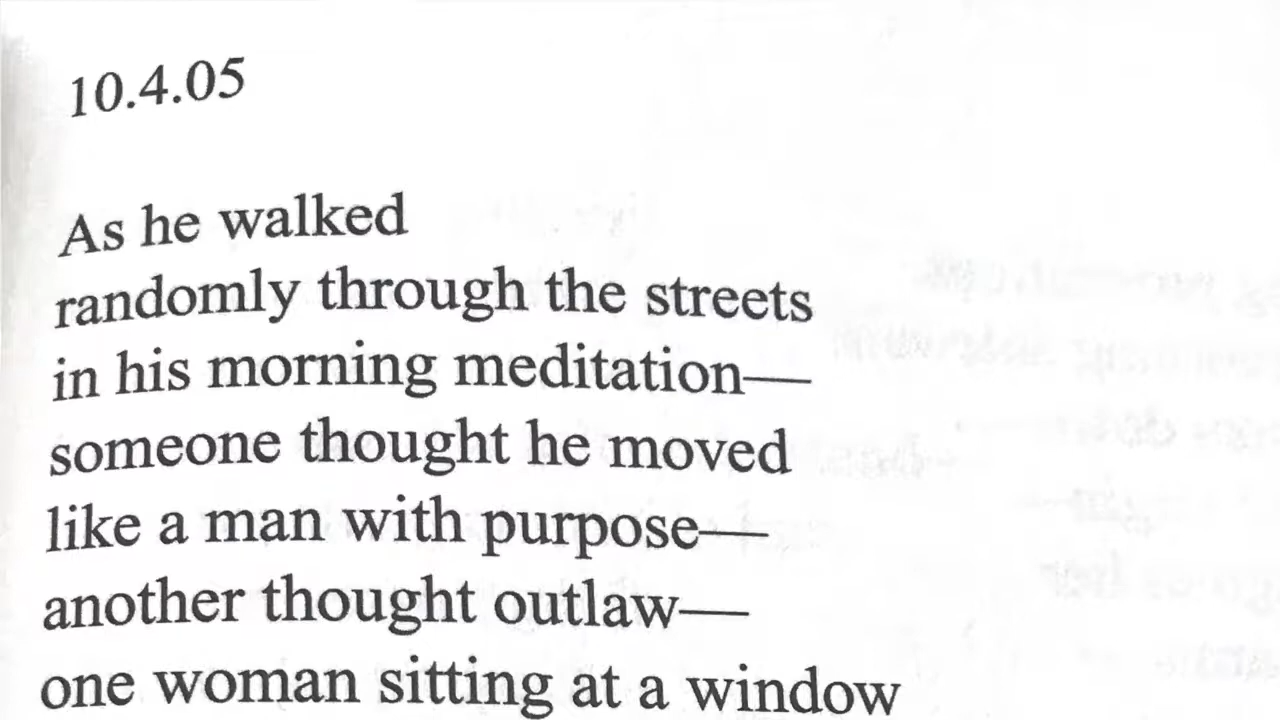 10.4.05
As he walked
randomly through the streets
in his morning meditation—
someone thought he moved
like a man with purpose—
another thought outlaw—
one woman sitting at a window